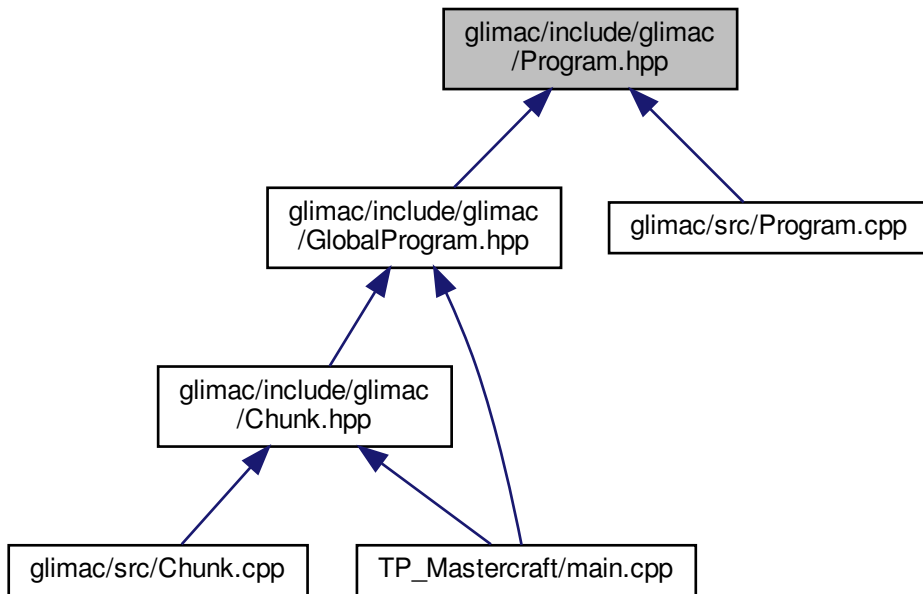 glimac/include/glimac
/Program.hpp
glimac/include/glimac
/GlobalProgram.hpp
glimac/src/Program.cpp
glimac/include/glimac
/Chunk.hpp
glimac/src/Chunk.cpp
TP_Mastercraft/main.cpp